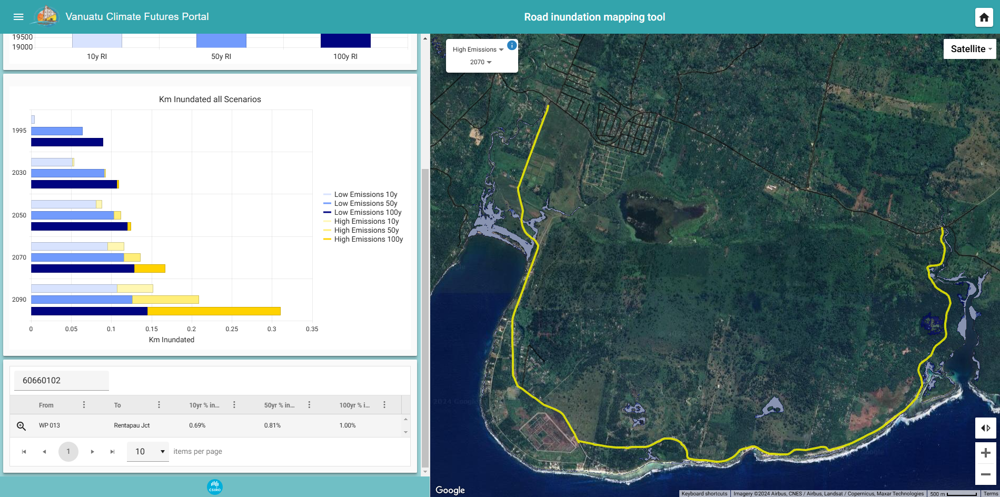 Vanuatu Climate Futures Portal
Road inundation mapping tool
19500
19000
10y RI 50y RI 100y RI
Km Inundated all Scenarios
1995
2030
2050
2070
2090
0 0.05 0.1 0.15 0.2 0.25 0.3 0.35
Km Inundated
Low Emissions 10y
Low Emissions 50y
Low Emissions 100y
High Emissions 10y
High Emissions 50y
High Emissions 100y
60660102
From To 10yr % in... 50yr % in... 100yr % i...
WP 013 Rentapau Jct 0.69% 0.81% 1.00%
1 10 items per page
CSIRO
High Emissions
i
2070
Satellite
2024 Google
Google
Google
Google
Keyboard shortcuts Imagery ©2024 Airbus, CNES / Airbus, Landsat / Copernicus, Maxar Technologies 500 m Terms